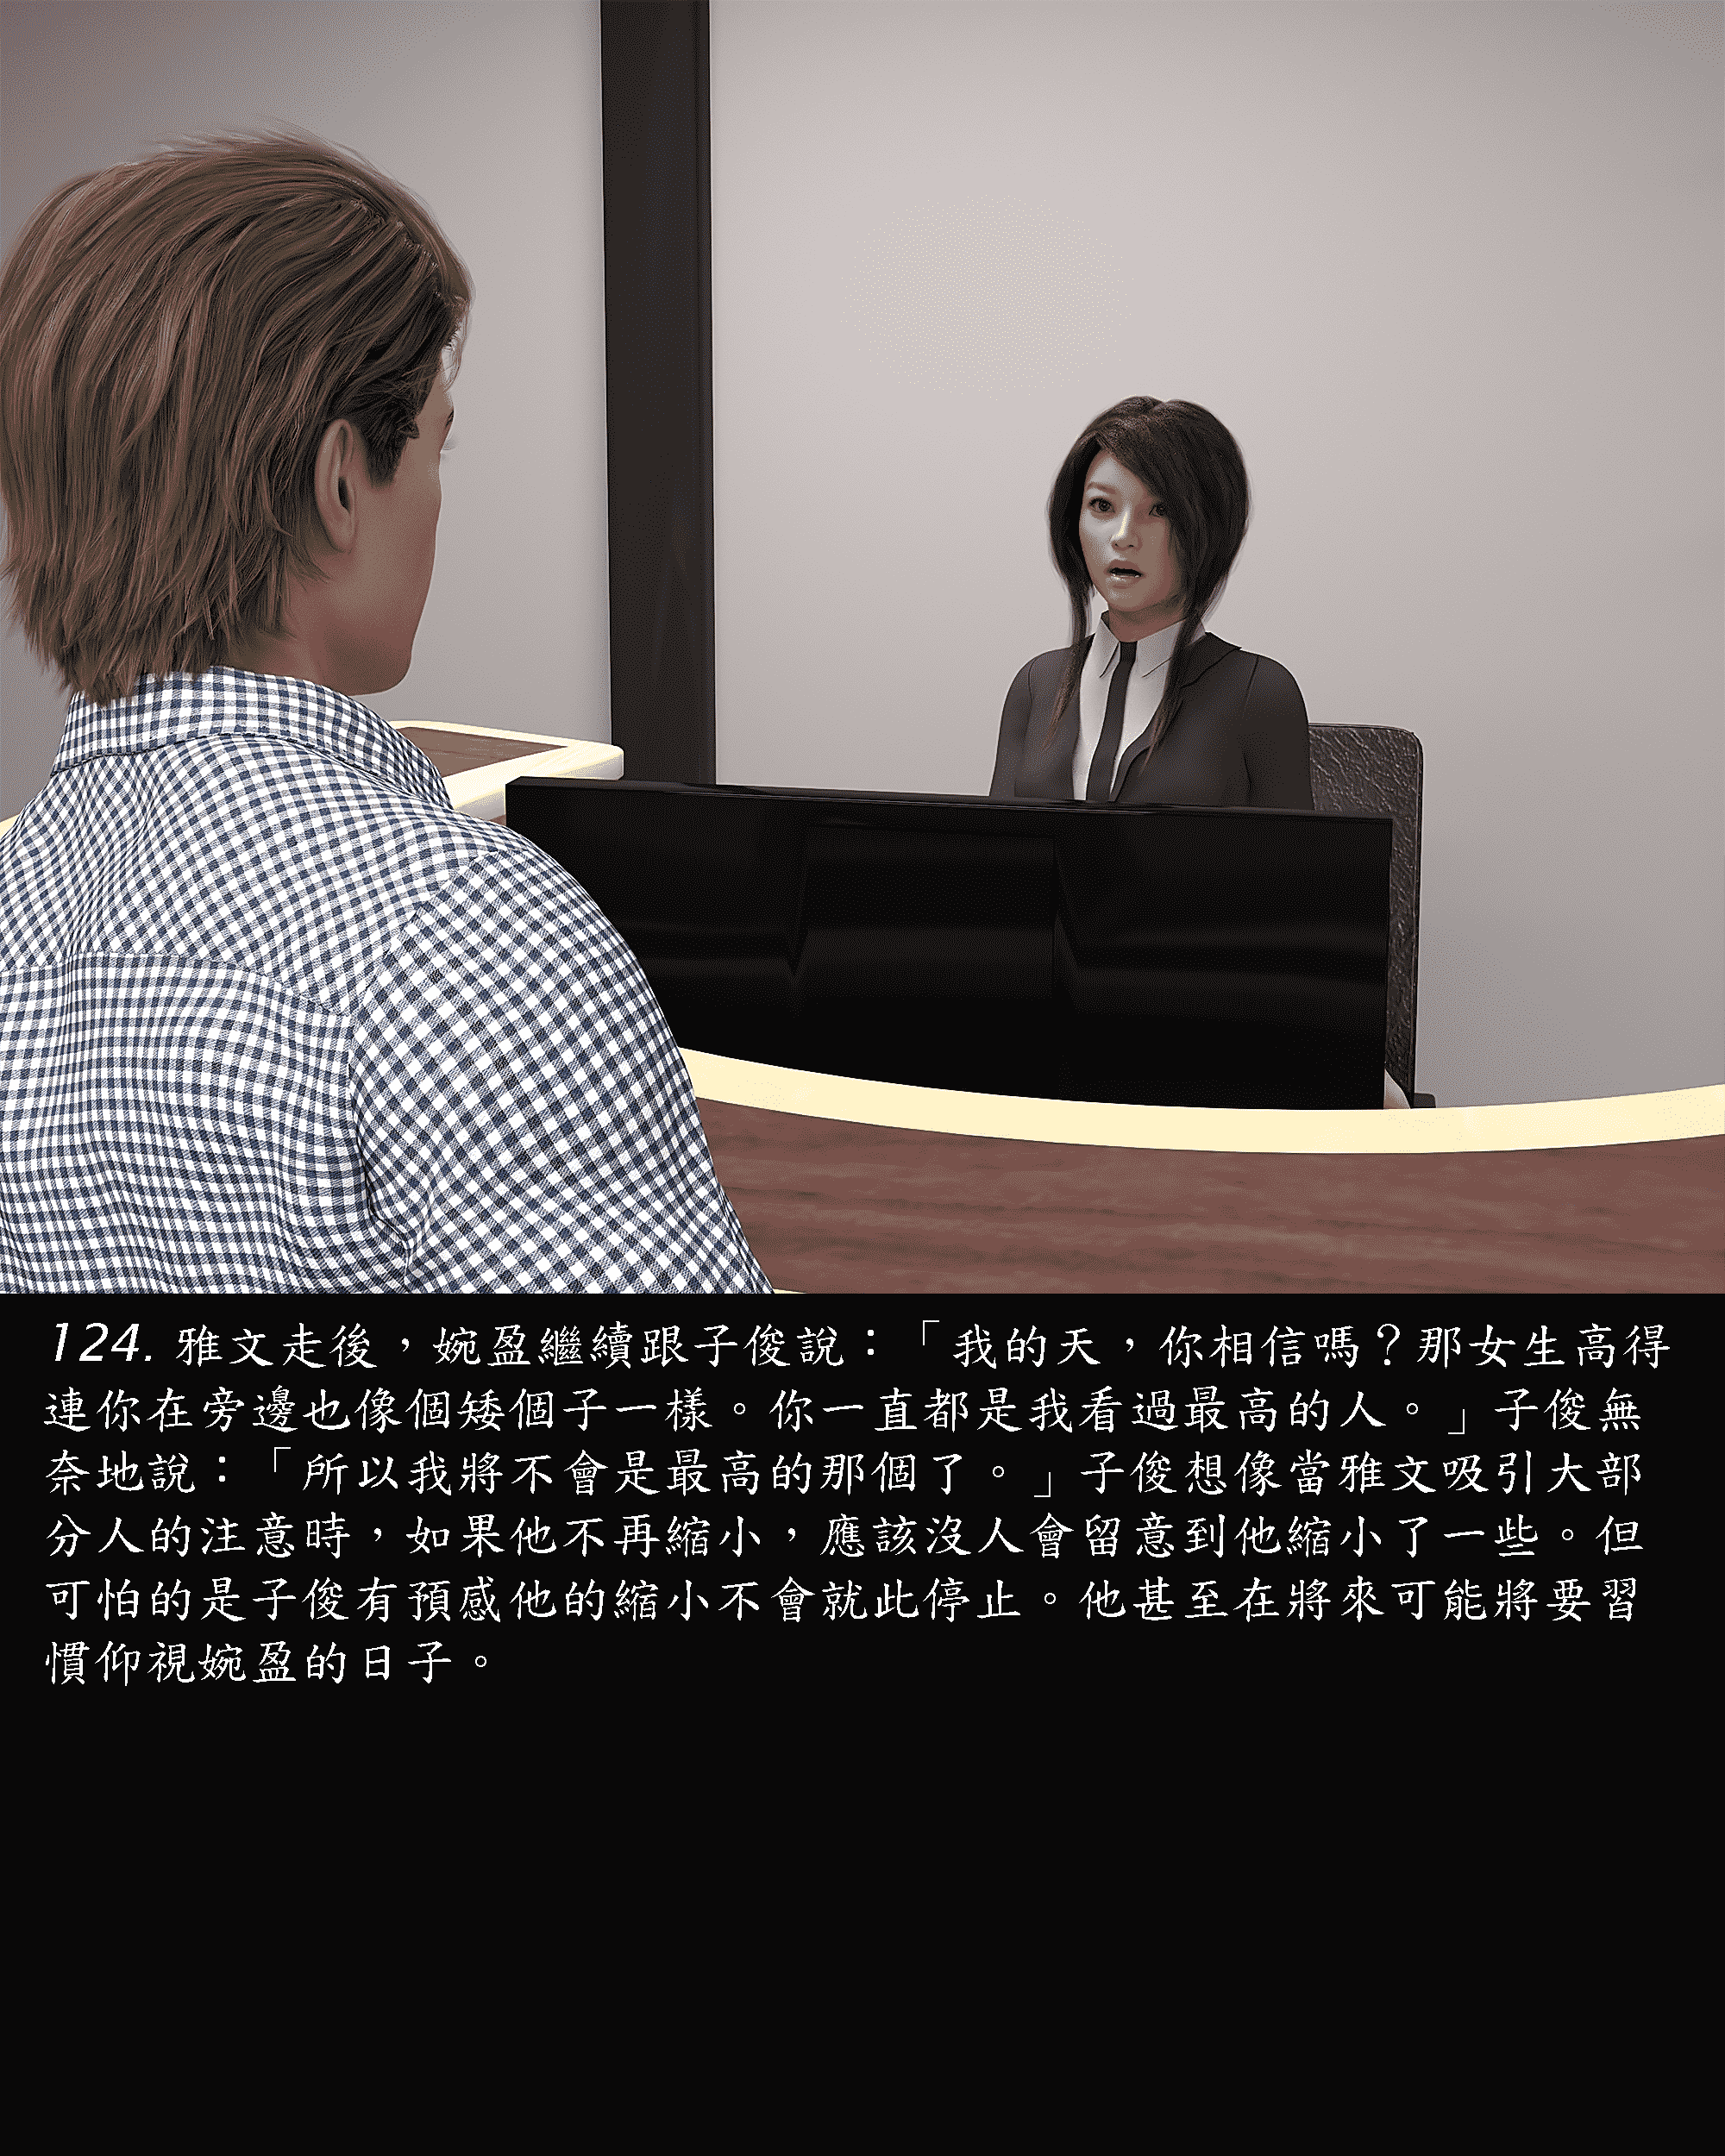 124. 雅文走後，婉盈繼續跟子俊說：「我的天，你相信嗎？那女生高得
連你在旁邊也像個矮個子一樣。你一直都是我看過最高的人。」子俊無
奈地說：「所以我將不會是最高的那個了。」子俊想像當雅文吸引大部
分人的注意時，如果他不再縮小，應該沒人會留意到他縮小了一些。但
可怕的是子俊有預感他的縮小不會就此停止。他甚至在將來可能將要習
慣仰視婉盈的日子。